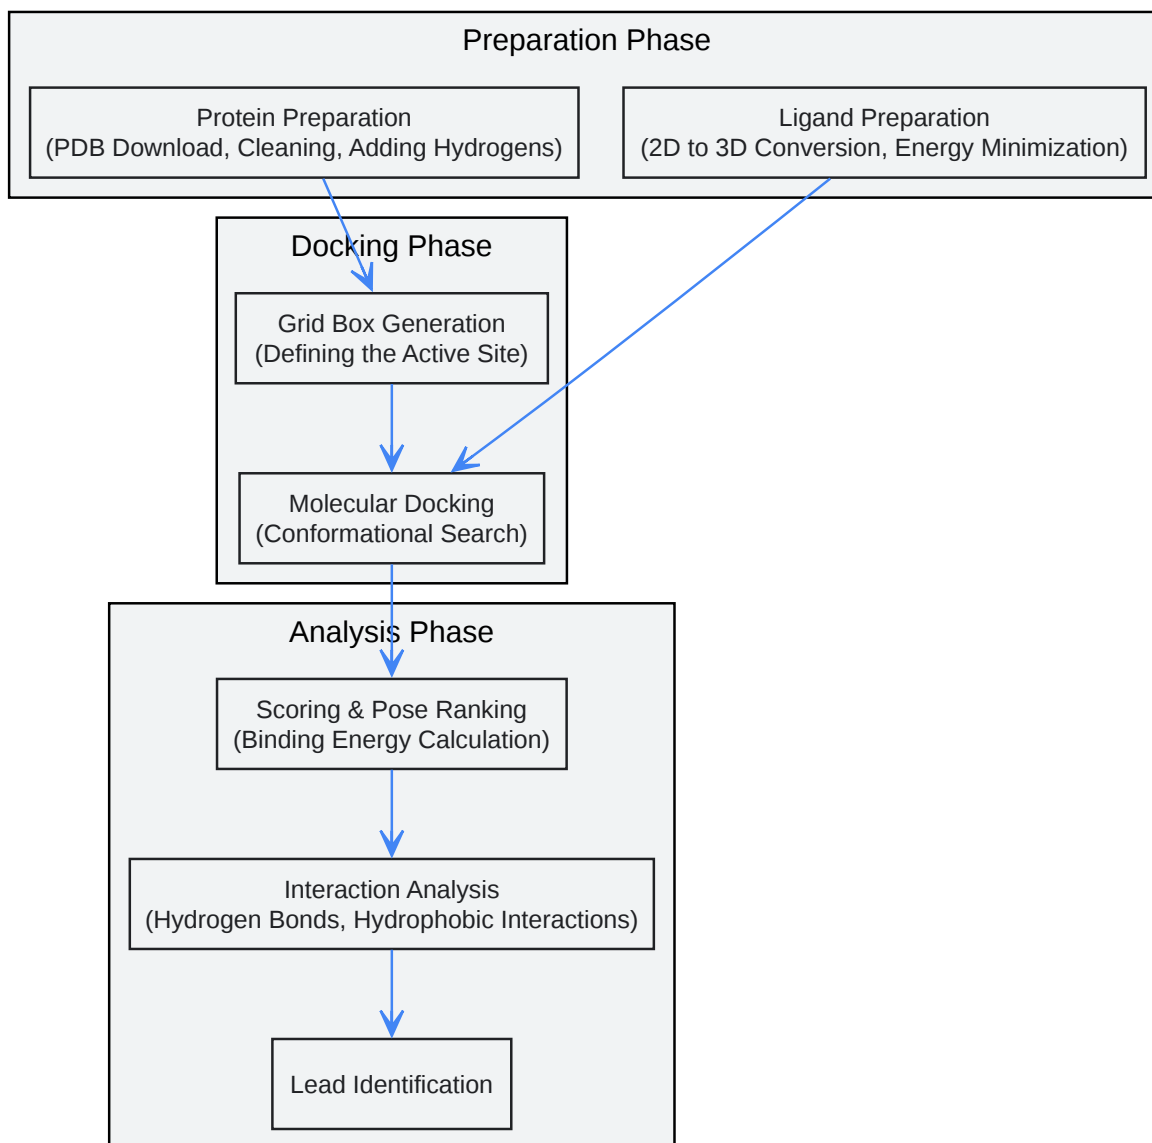 Preparation Phase
Protein Preparation
(PDB Download, Cleaning, Adding Hydrogens)
Ligand Preparation
(2D to 3D Conversion, Energy Minimization)
Docking Phase
Grid Box Generation
(Defining the Active Site)
Molecular Docking
(Conformational Search)
Analysis Phase
Scoring & Pose Ranking
(Binding Energy Calculation)
Interaction Analysis
(Hydrogen Bonds, Hydrophobic Interactions)
Lead Identification